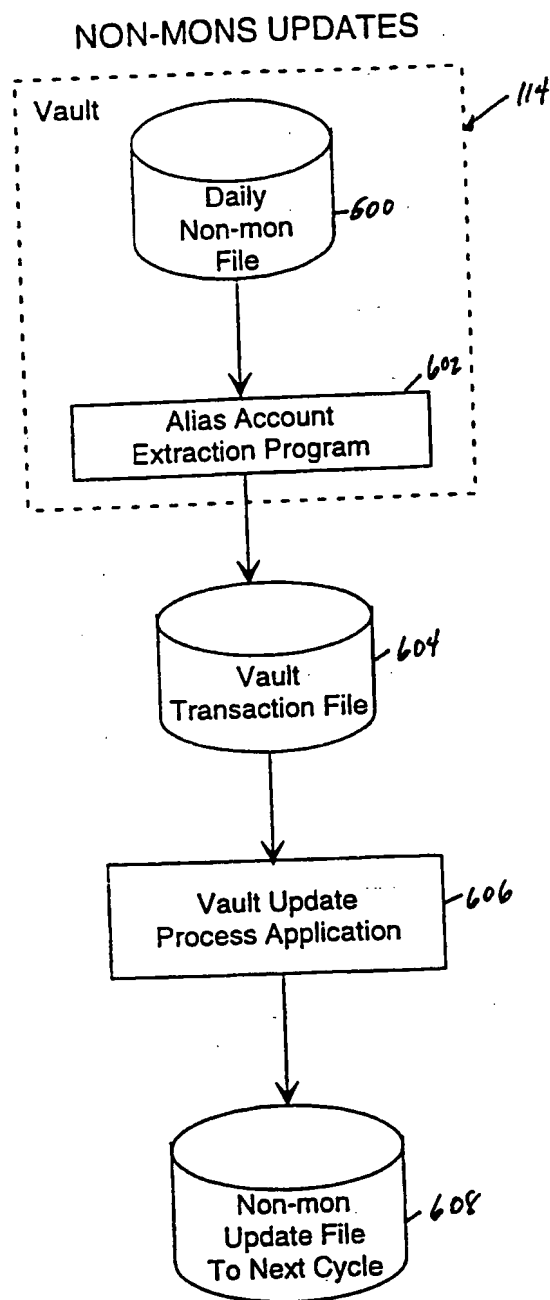 NON-MONS UPDATES
114
Vault
Daily
Non-mon
File
600
602
Alias Account
Extraction Program
604
Vault
Transaction File
Vault Update
Process Application
606
Non-mon
Update File
To Next Cycle
608